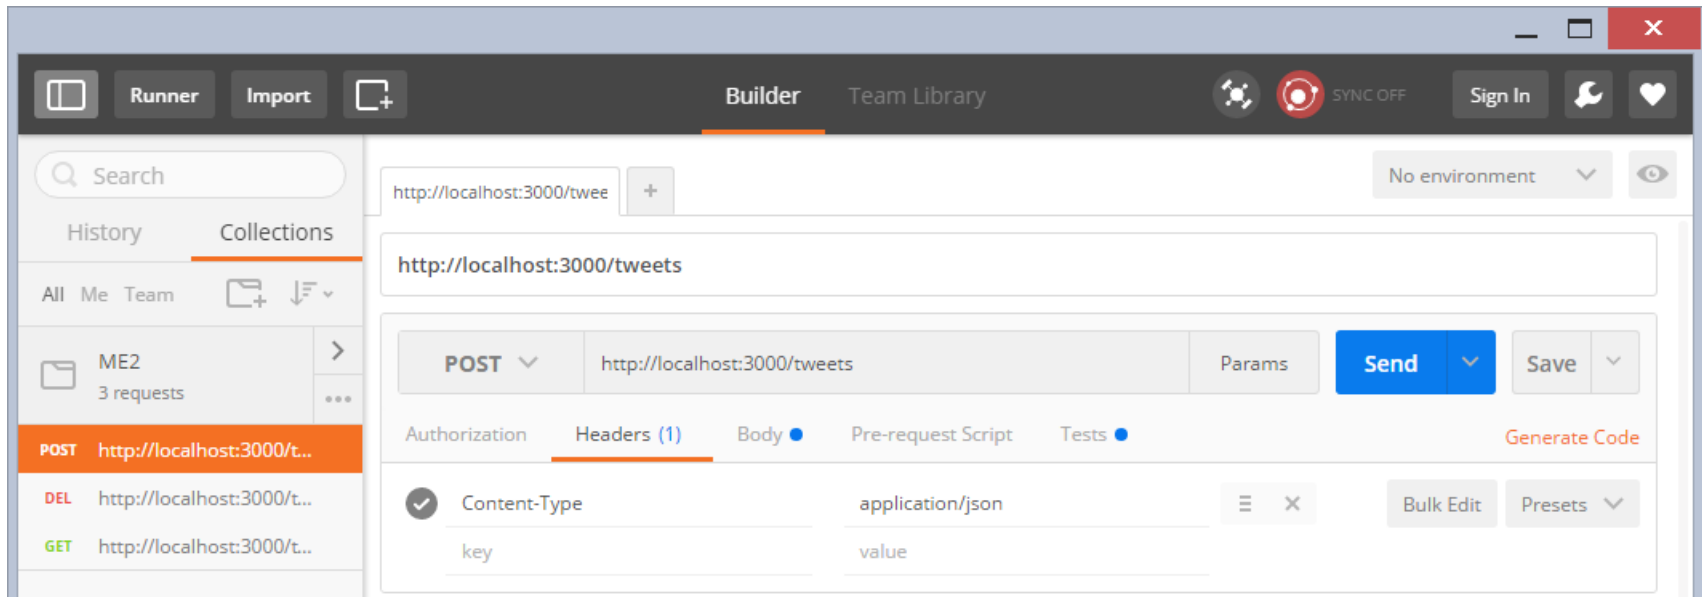 Runner Import Builder Team Library SYNC OFF Sign In
Search
http://localhost:3000/twee + No environment
History Collections
http://localhost:3000/tweets
All Me Team
ME2
3 requests
POST http://localhost:3000/tweets Params Send Save
Authorization Headers (1) Body Pre-request Script Tests Generate Code
POST http://localhost:3000/t...
DEL http://localhost:3000/t...
GET http://localhost:3000/t...
Content-Type application/json Bulk Edit Presets
key value